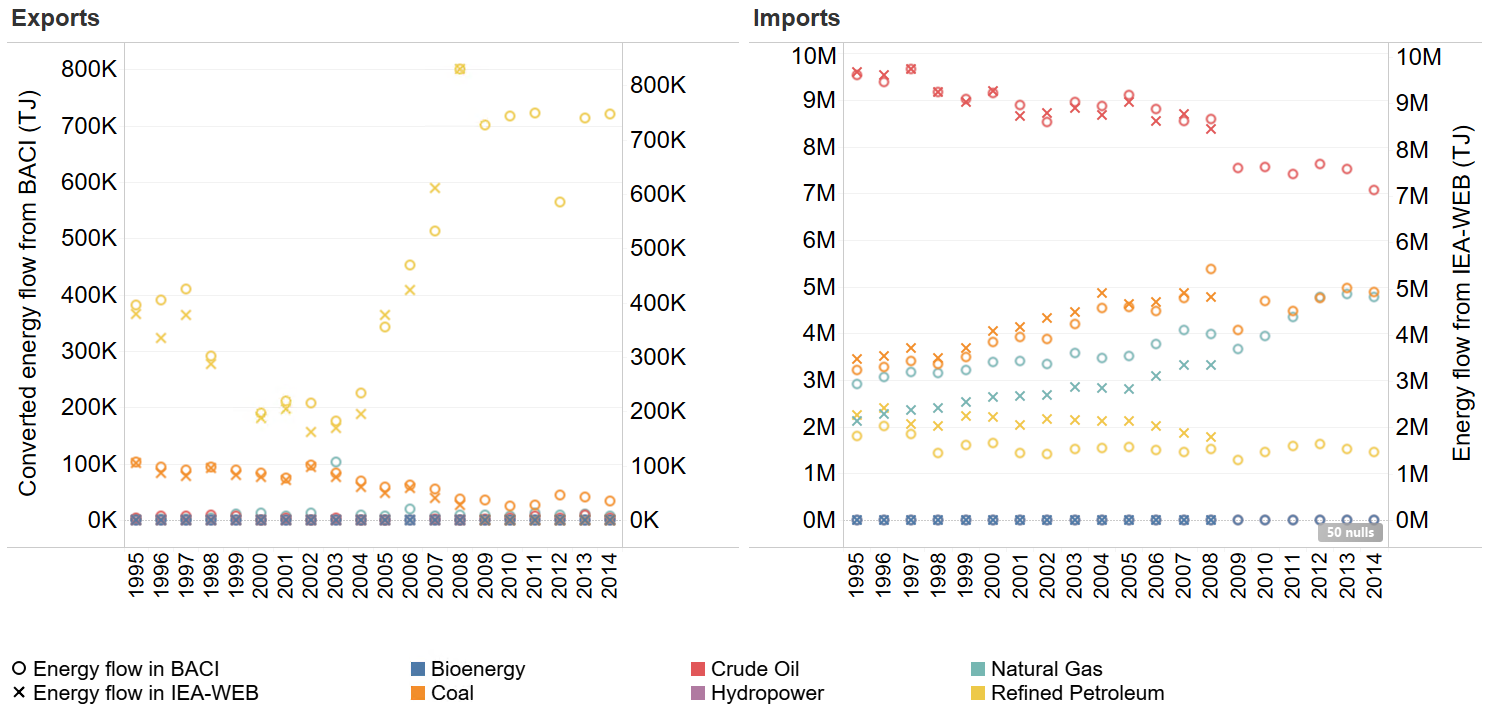 Exports
Converted energy flow from BACI (TJ)
800K
700K
600K
500K
400K
300K
200K
100K
0K
800K
700K
600K
500K
400K
300K
200K
100K
0K
1995 1996 1997 1998 1999 2000 2001 2002 2003 2004 2005 2006 2007 2008 2009 2010 2011 2012 2013 2014
Imports
10M
9M
8M
7M
6M
5M
4M
3M
2M
1M
0M
10M
9M
8M
7M
6M
5M
4M
3M
2M
1M
0M
Energy flow from IEA-WEB (TJ)
50 nulls
1995 1996 1997 1998 1999 2000 2001 2002 2003 2004 2005 2006 2007 2008 2009 2010 2011 2012 2013 2014
Energy flow in BACI
Energy flow in IEA-WEB
Bioenergy
Coal
Crude Oil
Hydropower
Natural Gas
Refined Petroleum